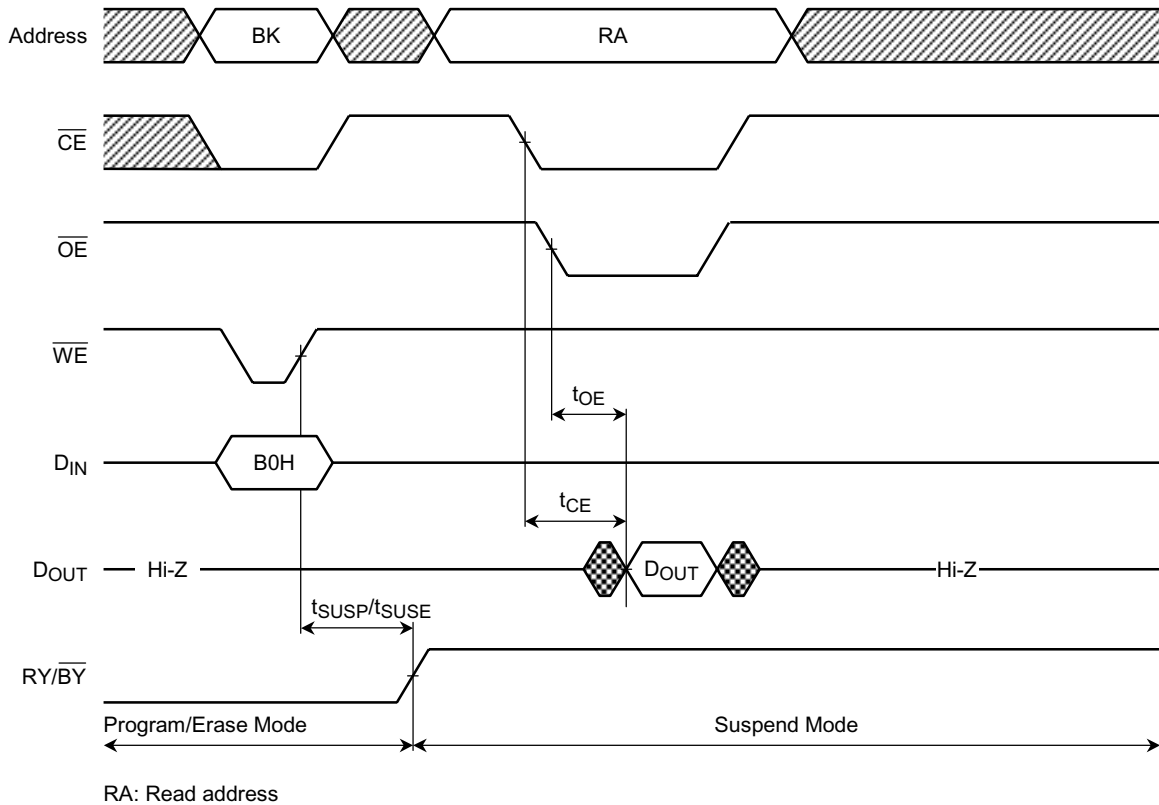 Address
BK
RA
CE
OE
WE
tOE
DIN
B0H
tCE
DOUT
Hi-Z
DOUT
Hi-Z
tSUSP/tSUSE
RY/BY
Program/Erase Mode
Suspend Mode
RA: Read address